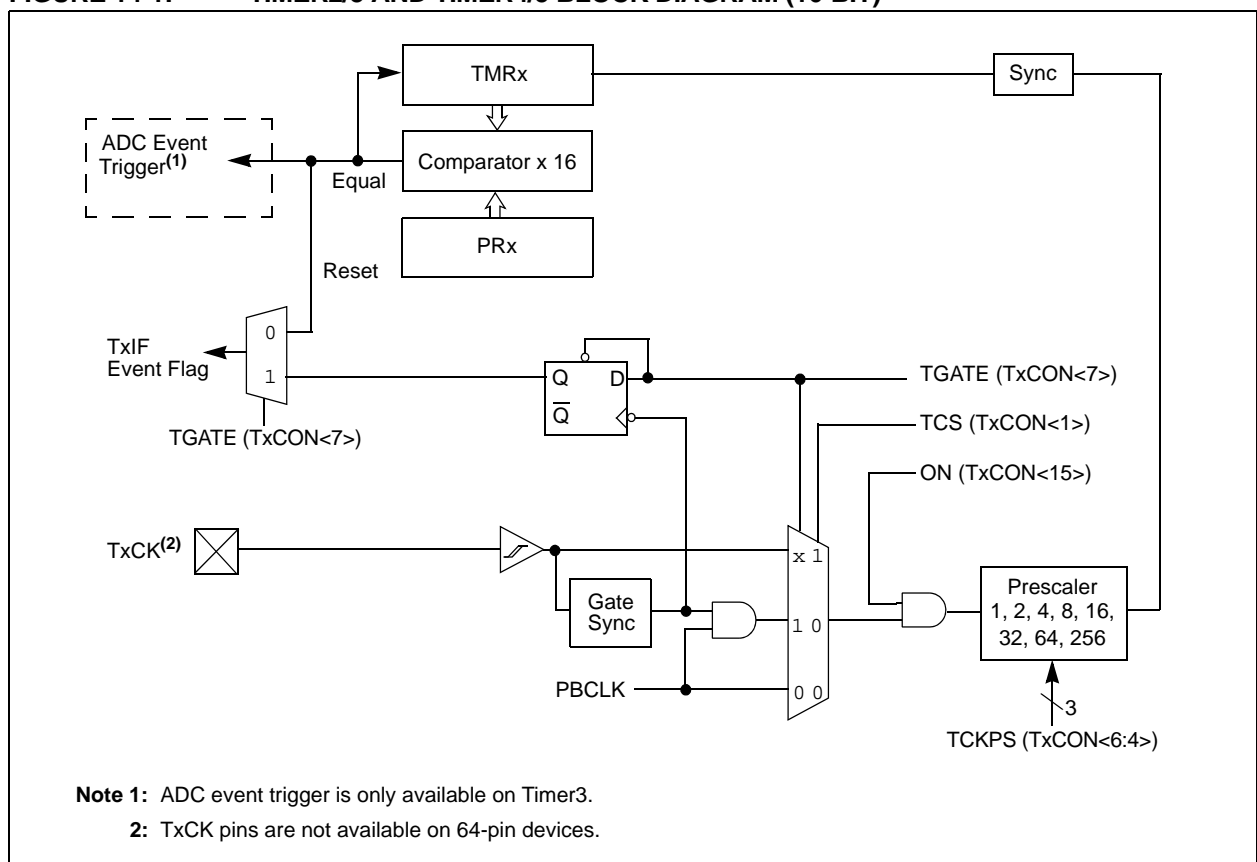 FIGURE TIMER2/3 AND TIMER4/5 BLOCK DIAGRAM (16-BIT)
TMRx
Sync
ADC Event
Trigger(1)
Comparator x 16
Equal
PRx
Reset
0
TxIF
Event Flag
1
Q D
Q
TGATE (TxCON<7>)
TCS (TxCON<1>)
TGATE (TxCON<7>)
ON (TxCON<15>)
TxCK(2)
x 1
Gate
Sync
1 0
Prescaler
1, 2, 4, 8, 16,
32, 64, 256
PBCLK
0 0
3
TCKPS (TxCON<6:4>)
Note 1: ADC event trigger is only available on Timer3.
2: TxCK pins are not available on 64-pin devices.